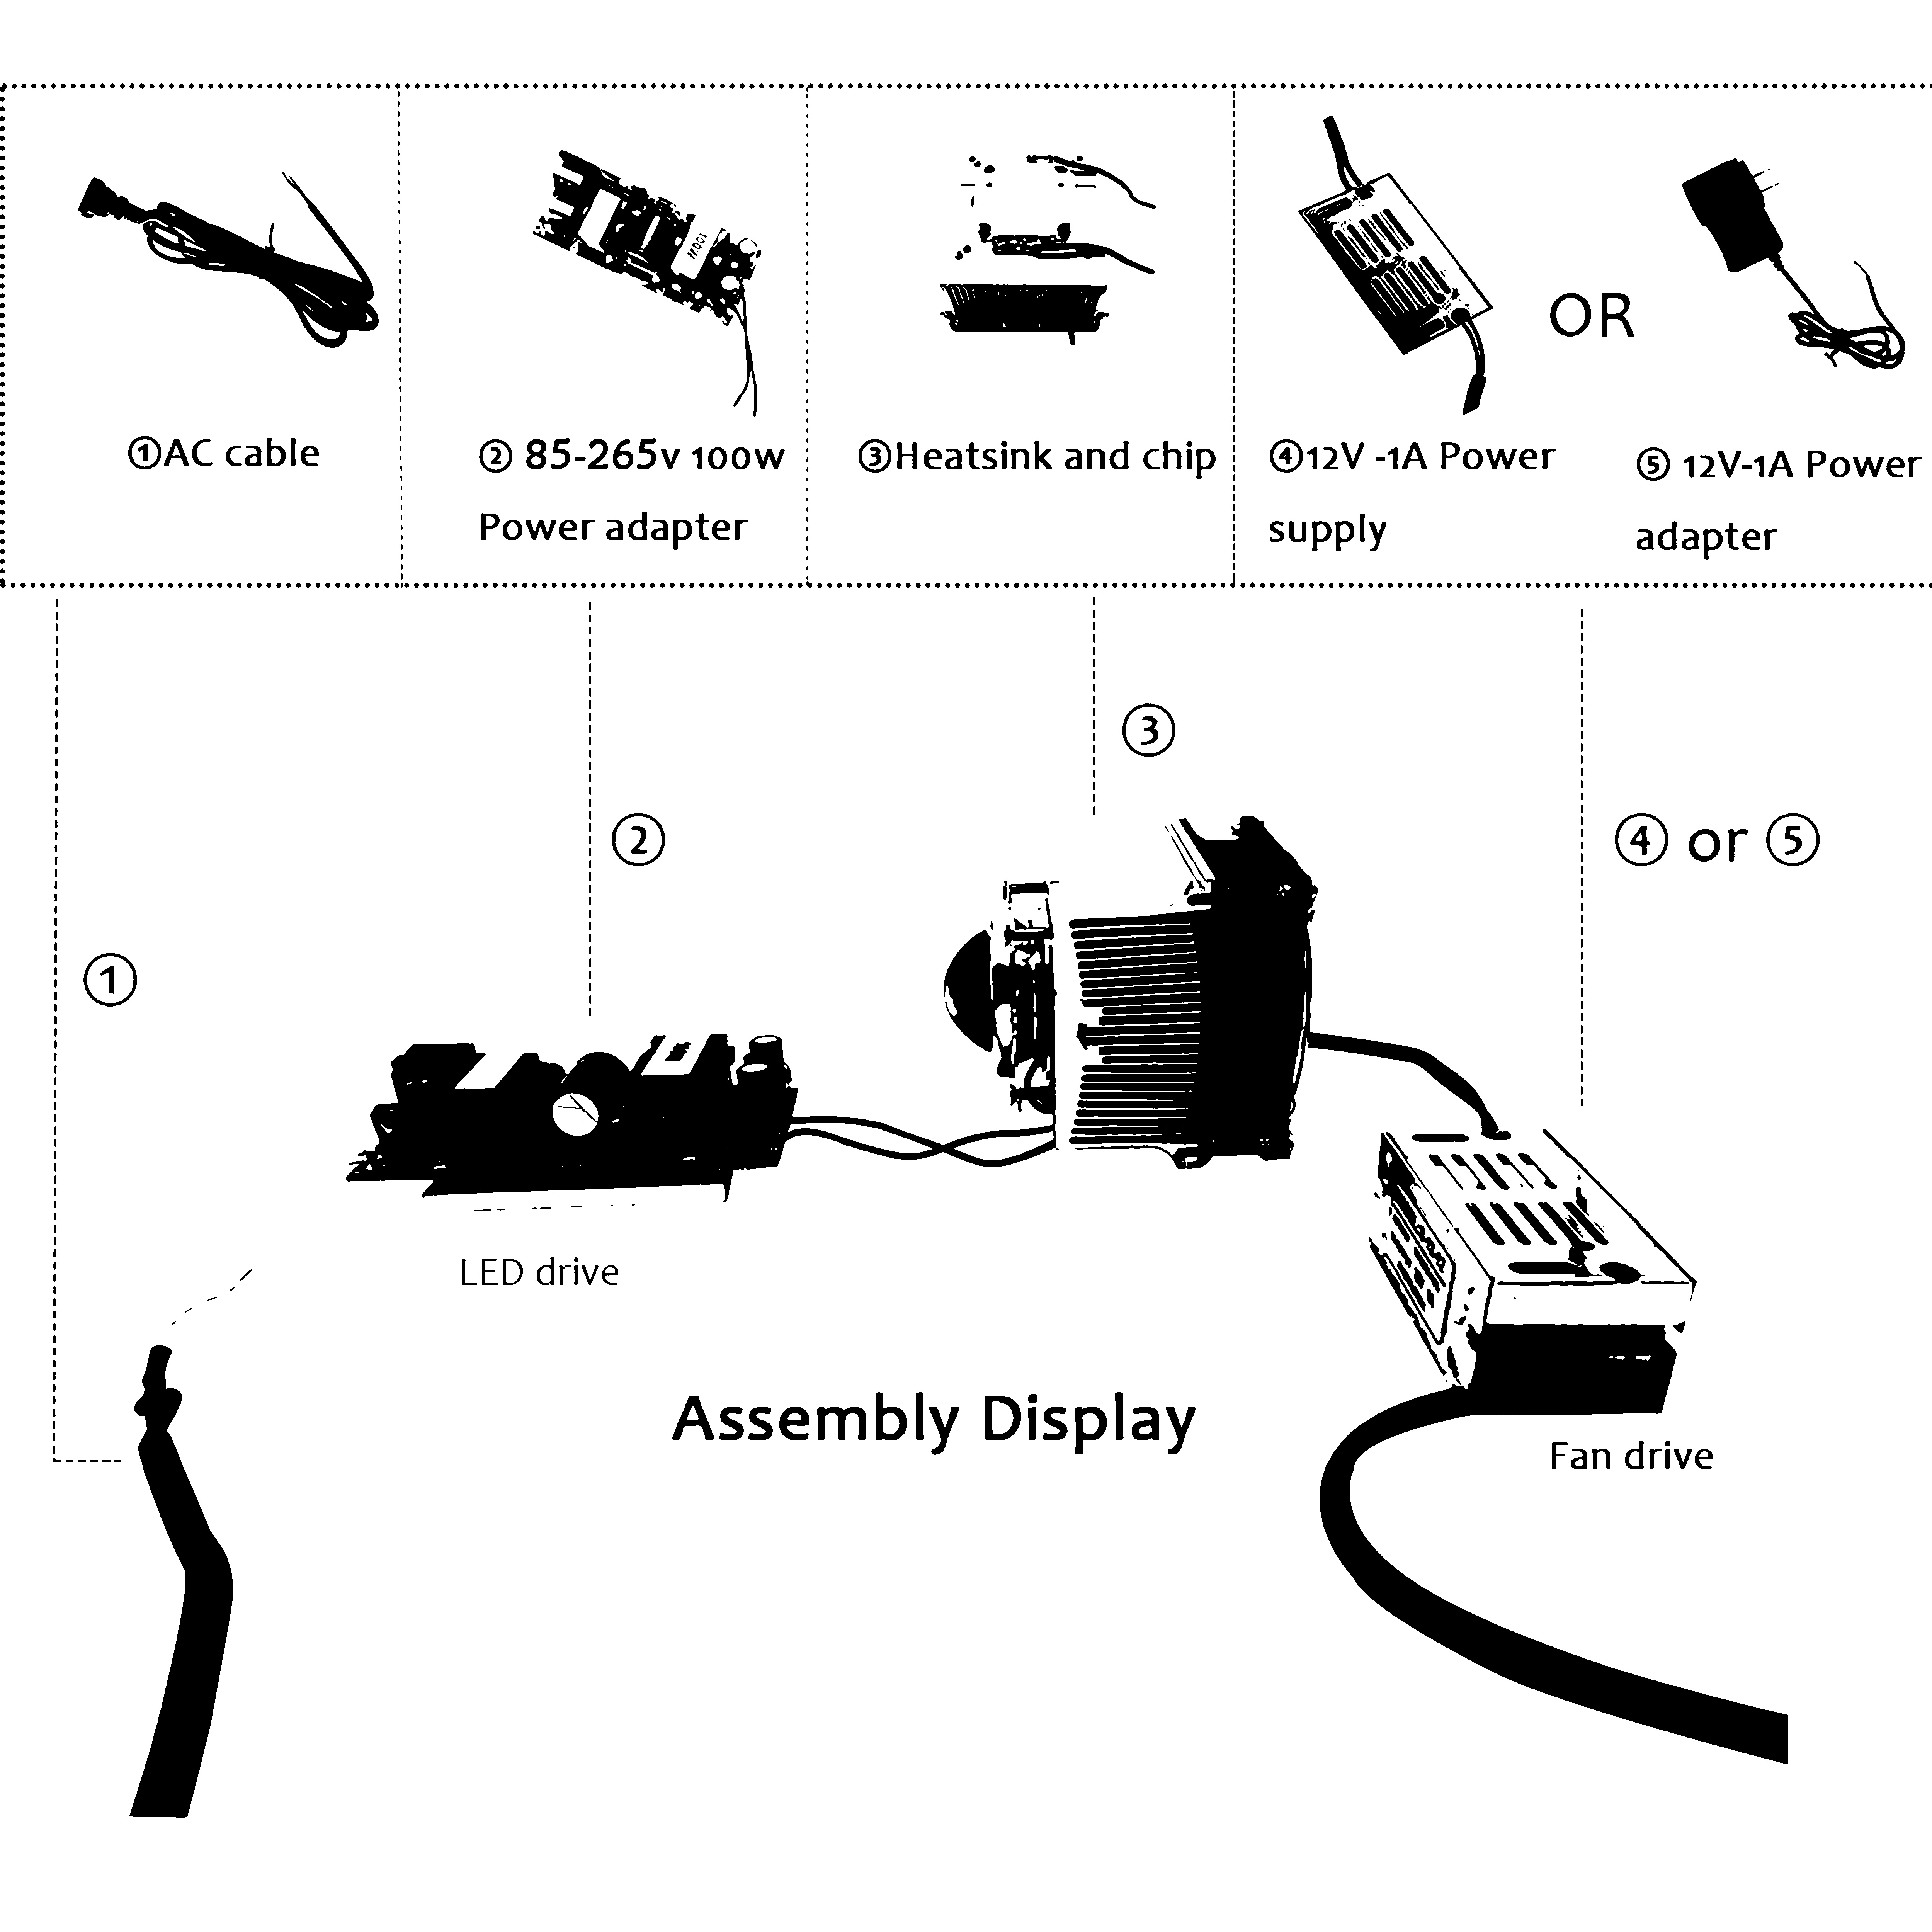 100W
OR
①AC cable
② 85-265v 100w
Power adapter
③Heatsink and chip
④12V -1A Power
supply
⑤ 12V-1A Power
adapter
③
②
④ or ⑤
①
LED drive
Assembly Display
Fan drive